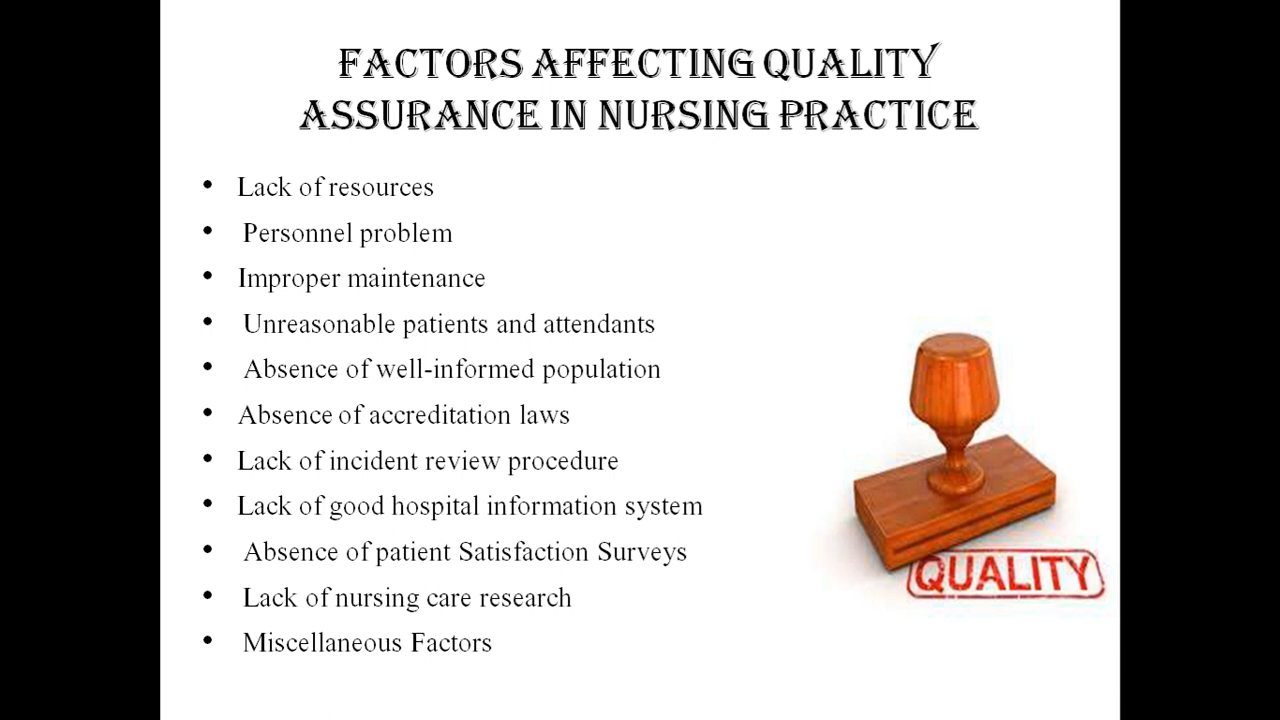 FACTORS AFFECTING QUALITY
ASSURANCE IN NURSING PRACTICE
• Lack of resources
• Personnel problem
• Improper maintenance
• Unreasonable patients and attendants
• Absence of well-informed population
• Absence of accreditation laws
• Lack of incident review procedure
• Lack of good hospital information system
• Absence of patient Satisfaction Surveys
• Lack of nursing care research
• Miscellaneous Factors
QUALITY